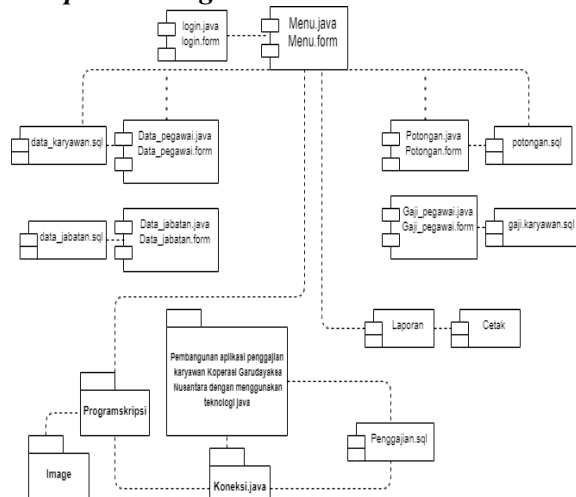 login.java
login.form
Menu.java
Menu.form
data_karyawan.sql
Data_pegawai.java
Data_pegawai.form
Potongan.java
Potongan.form
potongan.sql
data_jabatan.sql
Data_jabatan.java
Data_jabatan.form
Gaji_pegawai.java
Gaji_pegawai.form
gaji.karyawan.sql
Laporan
Cetak
Pembangunan aplikasi penggajian
karyawan Koperasi Garudayaksa
Nusantara dengan menggunakan
teknologi java
Programskripsi
Penggajian.sql
Image
Koneksi.java